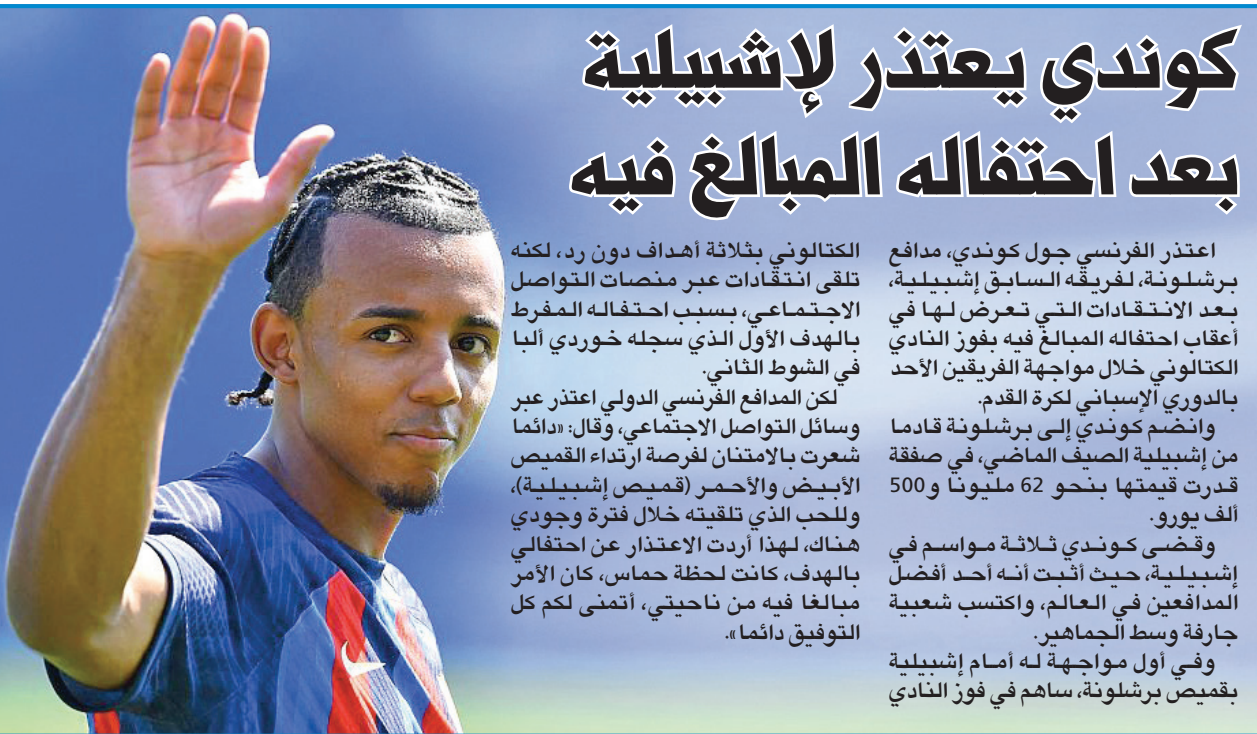 كوندي يعتذر لإشبيلية
بعد احتفاله المبالغ فيه
اعتذر الفرنسي جول كوندي، مدافع
برشلونة، لفريقه السابق إشبيلية،
بعد الانتقادات التي تعرض لها في
أعقاب احتفاله المبالغ فيه بفوز النادي
الكتالوني خلال مواجهة الفريقين الأحد
بالدوري الإسباني لكرة القدم.
وانضم كوندي إلى برشلونة قادما
من إشبيلية الصيف الماضي، في صفقة
قدرت قيمتها بنحو 62 مليونا و500
ألف يورو.
وقضى كوندي ثلاثة مواسم في
إشبيلية، حيث أثبت أنه أحد أفضل
المدافعين في العالم، واكتسب شعبية
جارفة وسط الجماهير.
وفي أول مواجهة له أمام إشبيلية
بقميص برشلونة، ساهم في فوز النادي
الكتالوني بثلاثة أهداف دون رد، لكنه
تلقى انتقادات عبر منصات التواصل
الاجتماعي، بسبب احتفاله المفرط
بالهدف الأول الذي سجله خوردي ألبا
في الشوط الثاني.
لكن المدافع الفرنسي الدولي اعتذر عبر
وسائل التواصل الاجتماعي، وقال: «دائما
شعرت بالامتنان لفرصة ارتداء القميص
الأبيض والأحمر (قميص إشبيلية)،
وللحب الذي تلقيته خلال فترة وجودي
هناك، لهذا أردت الاعتذار عن احتفالي
بالهدف، كانت لحظة حماس، كان الأمر
مبالغا فيه من ناحيتي، أتمنى لكم كل
التوفيق دائما».